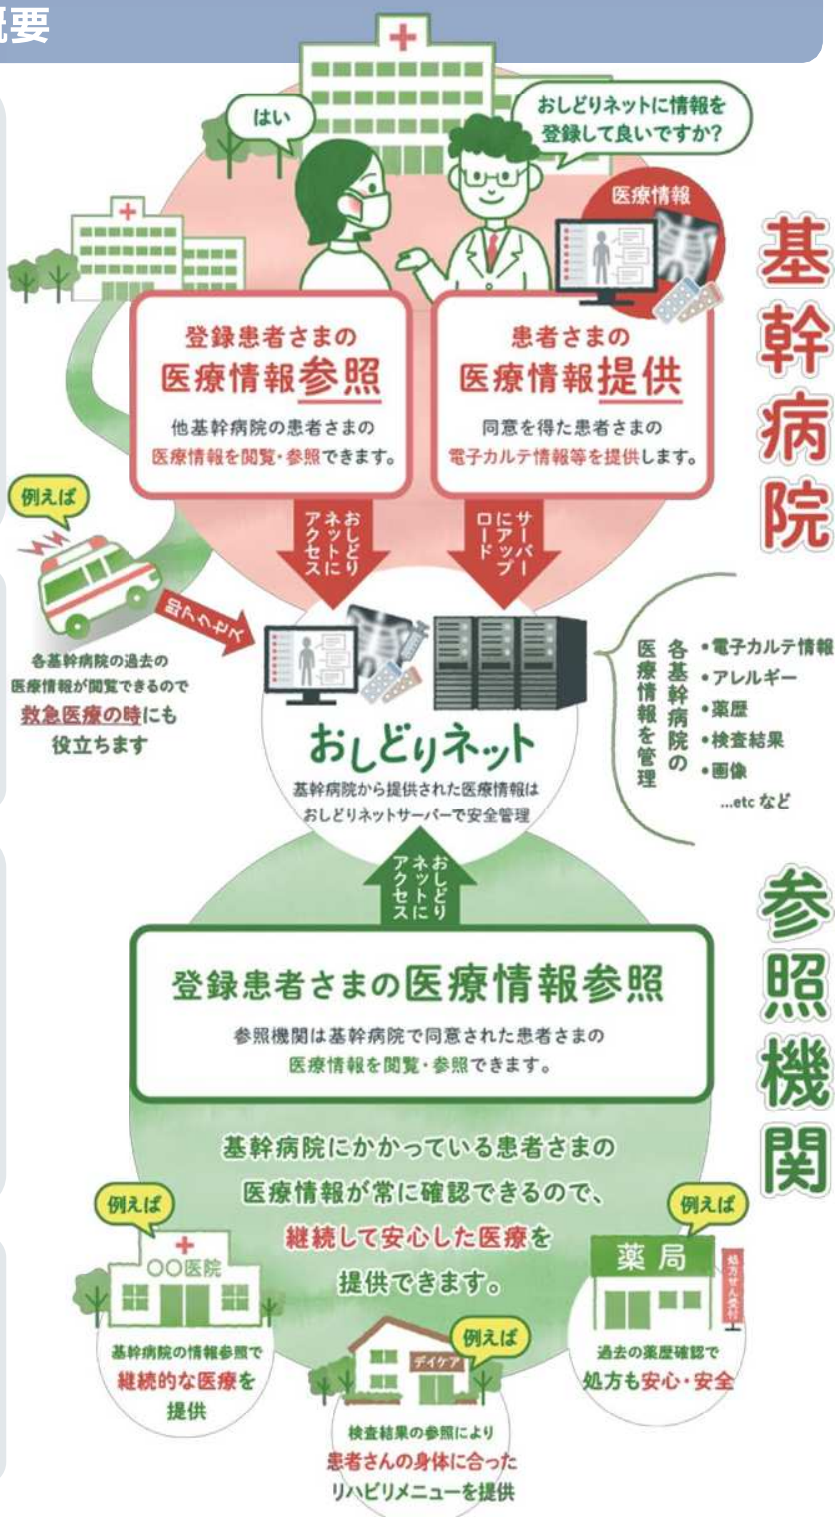 要
はい
おしどりネットに情報を
登録して良いですか?
医療情報
基幹病院
登録患者さまの
医療情報参照
他基幹病院の患者さまの
医療情報を閲覧・参照できます。
患者さまの
医療情報提供
同意を得た患者さまの
電子カルテ情報等を提供します。
おしどり
ネットに
アクセス
サーバー
にアップ
ロード
例えば
即アクセス
各基幹病院の過去の
医療情報が閲覧できるので
救急医療の時にも
役立ちます
おしどりネット
基幹病院から提供された医療情報は
おしどりネットサーバーで安全管理
各基幹病院の
医療情報を管理
・電子カルテ情報
・アレルギー
・薬歴
・検査結果
・画像
...etc など
おしどり
ネットに
アクセス
参照機関
登録患者さまの医療情報参照
参照機関は基幹病院で同意された患者さまの
医療情報を閲覧・参照できます。
基幹病院にかかっている患者さまの
医療情報が常に確認できるので、
継続して安心した医療を
提供できます。
例えば
〇〇医院
基幹病院の情報参照で
継続的な医療を
提供
例えば
デイケア
検査結果の参照により
患者さんの身体に合った
リハビリメニューを提供
例えば
薬局
処方せん受付
過去の薬歴確認で
処方も安心・安全